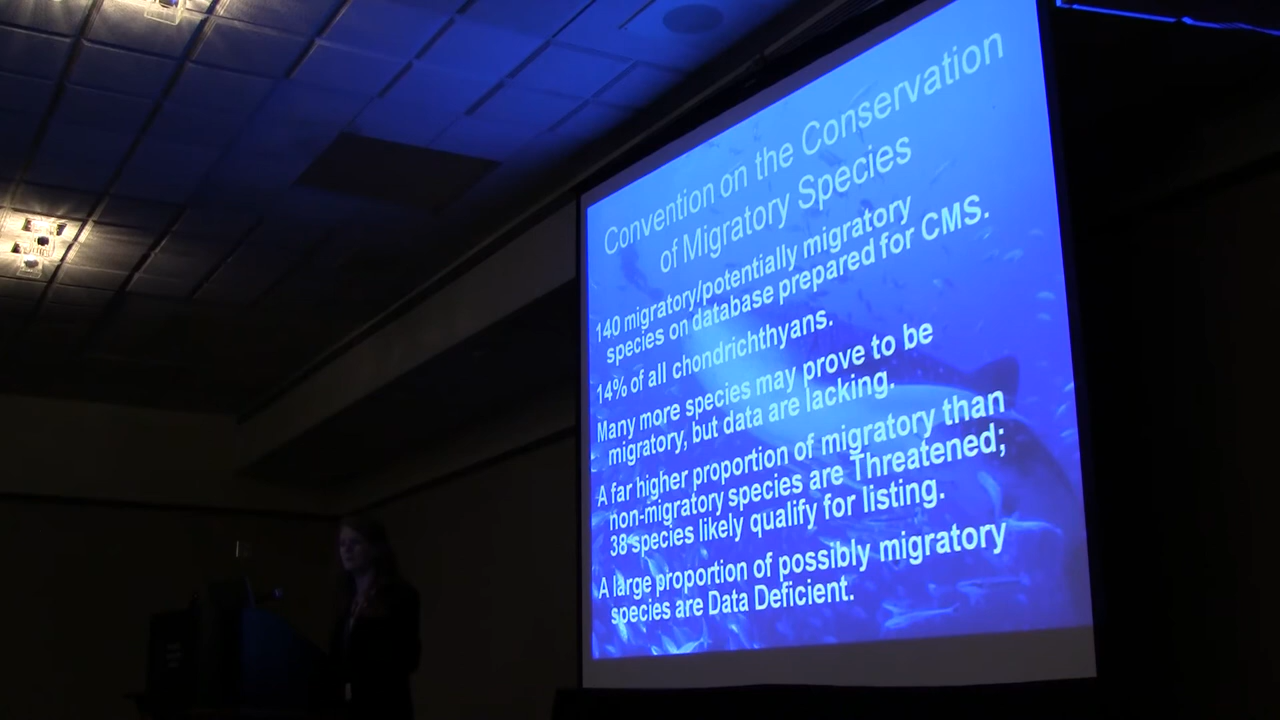 Convention on the Conservation
of Migratory Species
140 migratory/potentially migratory
species on database prepared for CMS.
14% of all chondrichthyans.
Many more species may prove to be
migratory, but data are lacking.
A far higher proportion of migratory than
non-migratory species are Threatened;
38 species likely qualify for listing.
A large proportion of possibly migratory
species are Data Deficient.